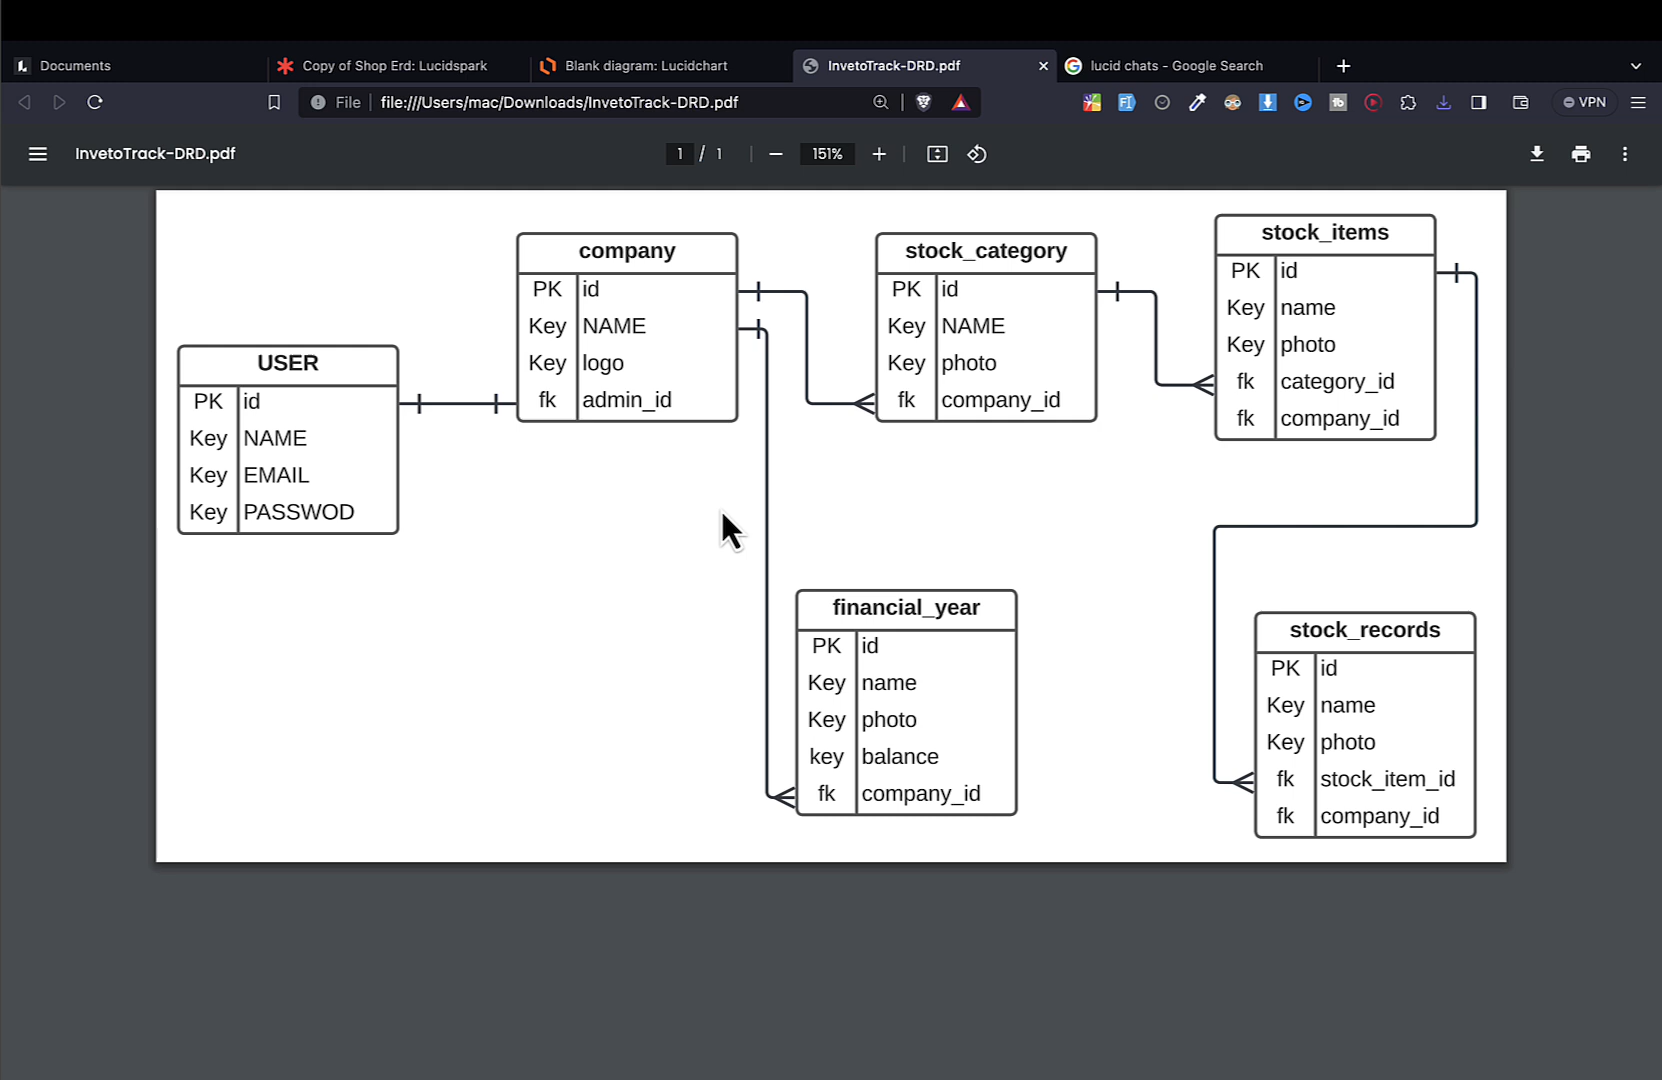 Documents
Copy of Shop Erd: Lucidspark
Blank diagram: Lucidchart
InvetoTrack-DRD.pdf
lucid chats - Google Search
File
file:///Users/mac/Downloads/InvetoTrack-DRD.pdf
VPN
InvetoTrack-DRD.pdf
1 / 1
151%
USER
PK id
Key NAME
Key EMAIL
Key PASSWOD
company
PK id
Key NAME
Key logo
fk admin_id
stock_category
PK id
Key NAME
Key photo
fk company_id
stock_items
PK id
Key name
Key photo
fk category_id
fk company_id
financial_year
PK id
Key name
Key photo
key balance
fk company_id
stock_records
PK id
Key name
Key photo
fk stock_item_id
fk company_id